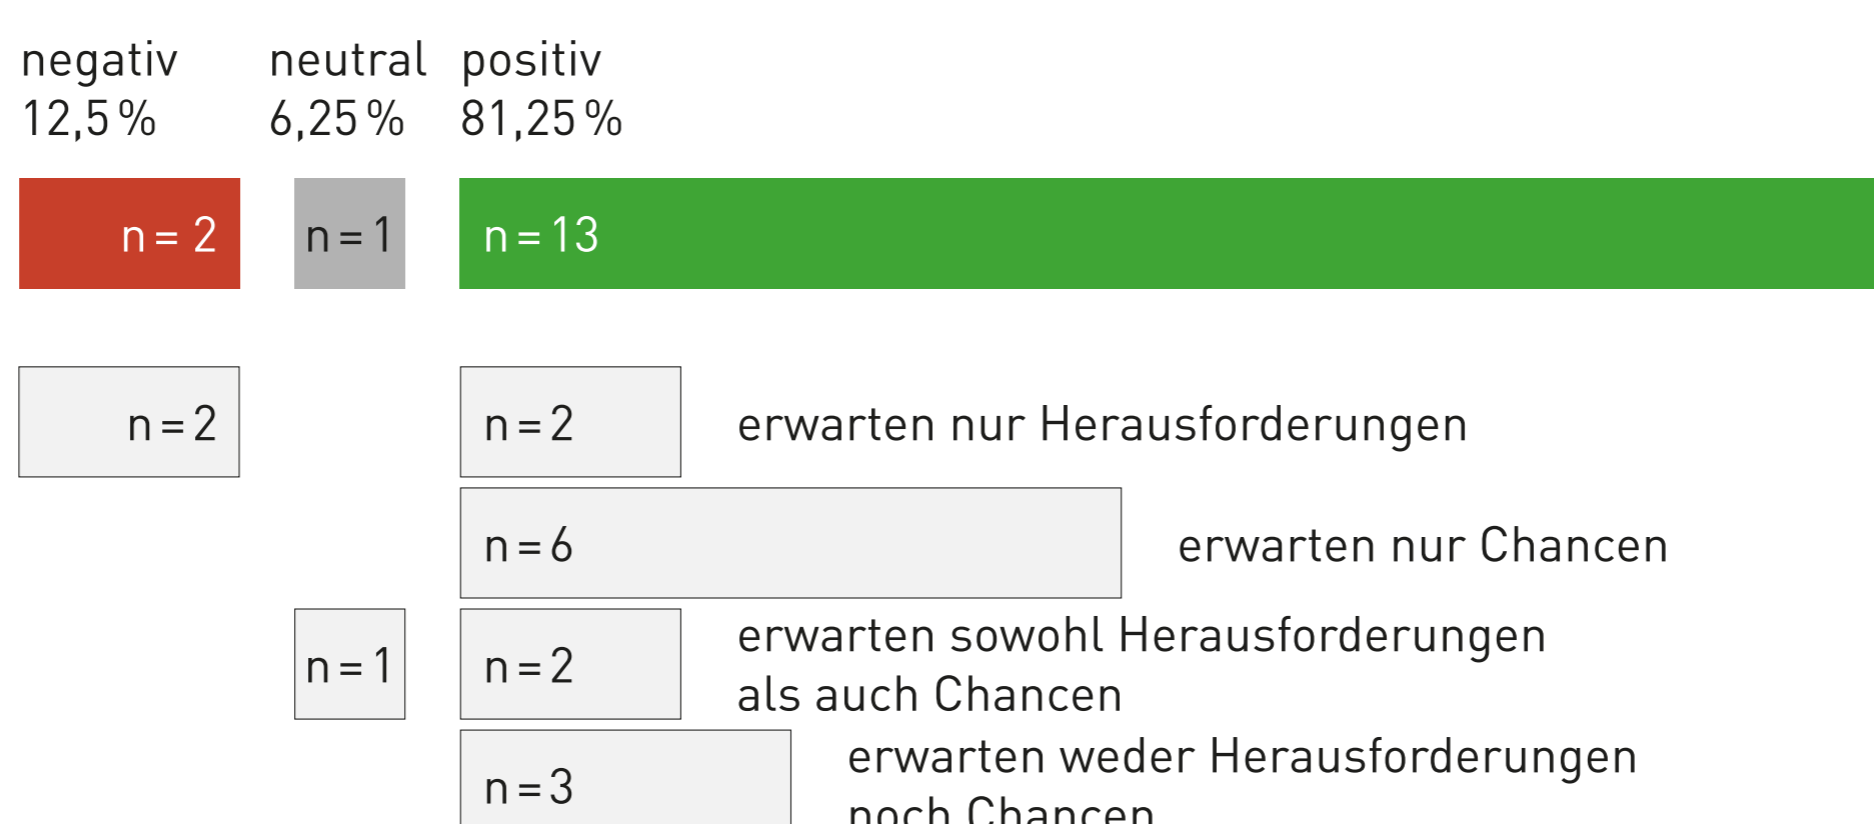 negativ neutral positiv
12,5 % 6,25 % 81,25 %
n = 2 n = 1 n = 13
n = 2 n = 2 erwarten nur Herausforderungen
n = 6 erwarten nur Chancen
n = 1 n = 2 erwarten sowohl Herausforderungen
als auch Chancen
n = 3 erwarten weder Herausforderungen
noch Chancen